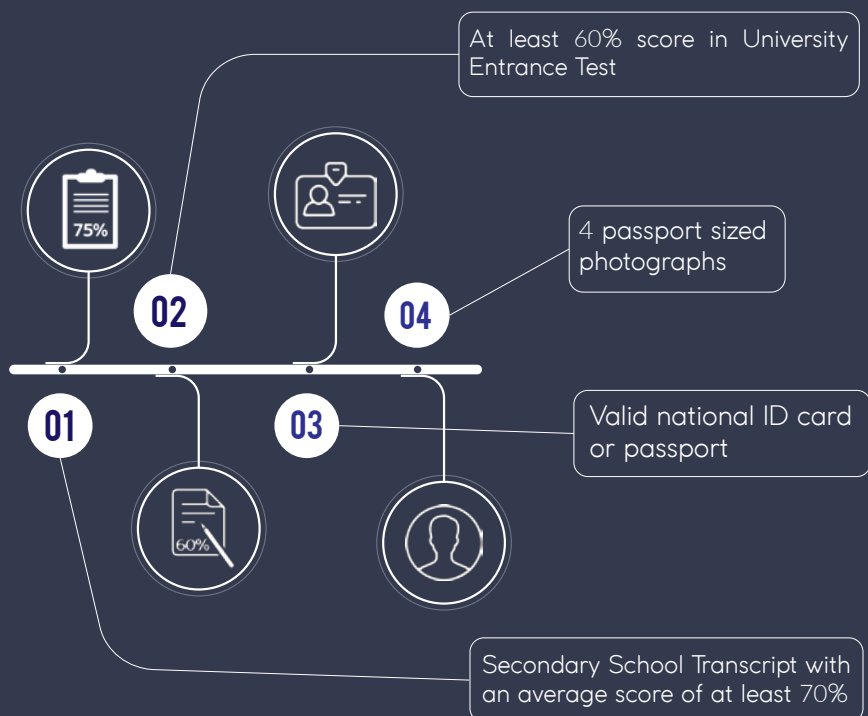 At least 60% score in University
Entrance Test
75%
4 passport sized
photographs
02
04
01
03
Valid national ID card
or passport
60%
Secondary School Transcript with
an average score of at least 70%